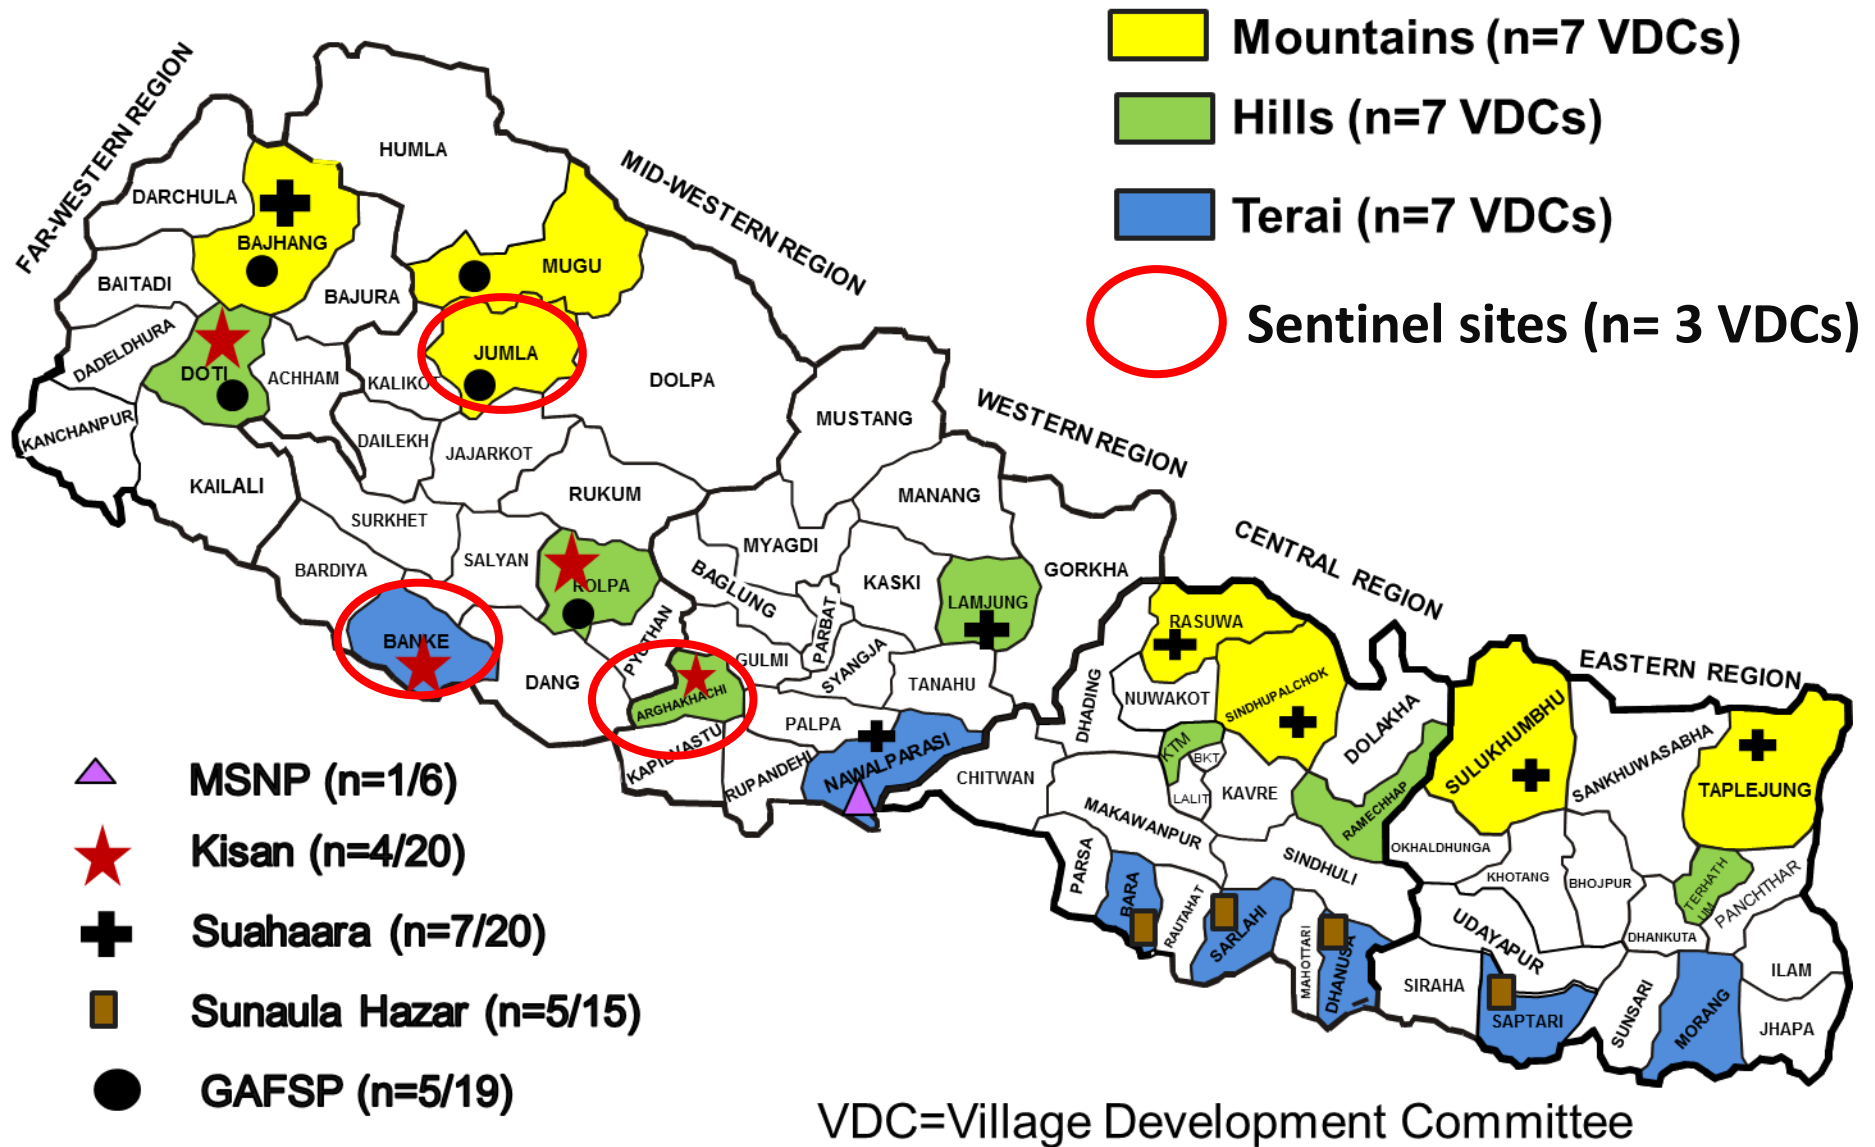 Mountains (n=7 VDCs)
Hills (n=7 VDCs)
Terai (n=7 VDCs)
Sentinel sites (n= 3 VDCs)
FAR-WESTERN REGION
MID-WESTERN REGION
WESTERN REGION
CENTRAL REGION
EASTERN REGION
HUMLA
DARCHULA
BAJHANG
MUGU
BAITADI
BAJURA
DADELDHURA
JUMLA
DOTI
ACHHAM
KALIKOT
DOLPA
MUSTANG
KANCHANPUR
DAILEKH
JAJARKOT
KAILALI
RUKUM
MANANG
SURKHET
MYAGDI
SALYAN
BARDIYA
ROLPA
BAGLUNG
KASKI
GORKHA
LAMJUNG
PARBAT
RASUWA
BANKE
PYUTHAN
GULMI
SYANGJA
TANAHU
DHADING
NUWAKOT
SINDHUPALCHOK
DANG
ARGHAKHACHI
PALPA
DOLAKHA
SULUKHUMBHU
KAPILVASTU
RUPANDEHI
NAWALPARASI
CHITWAN
KTM
BKT
LALIT
KAVRE
RAMECHHAP
SANKHUWASABHA
TAPLEJUNG
MAKAWANPUR
SINDHULI
OKHALDHUNGA
KHOTANG
BHOJPUR
TERHATH
UM
PANCHTHAR
PARSA
BARA
RAUTAHAT
SARLAHI
MAHOTTARI
DHANUSA
UDAYAPUR
DHANKUTA
SIRAHA
SAPTARI
SUNSARI
MORANG
ILAM
JHAPA
MSNP (n=1/6)
Kisan (n=4/20)
Suahaara (n=7/20)
Sunaula Hazar (n=5/15)
GAFSP (n=5/19)
VDC=Village Development Committee